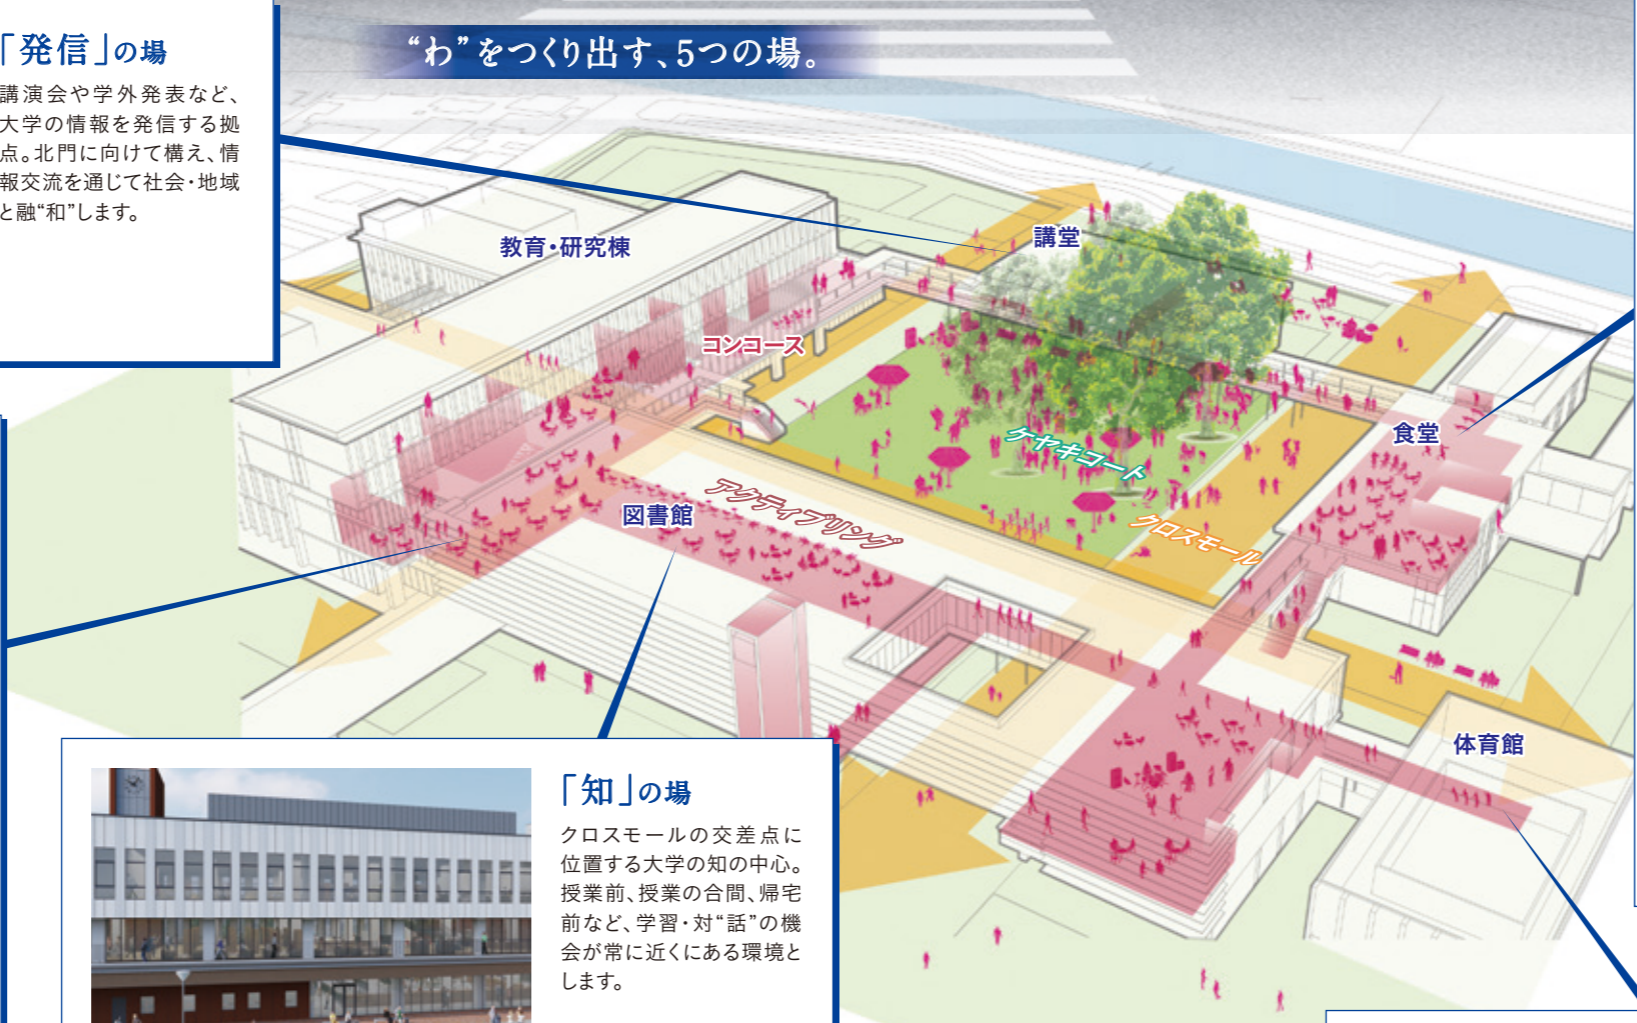 “わ”をつくり出す、5つの場。
「発信」の場
講演会や学外発表など、
大学の情報を発信する拠
点。北門に向けて構え、情
報交流を通じて社会・地域
と融“和”します。
教育・研究棟
講堂
コンコース
食堂
ケヤキコート
アクティブリング
図書館
クロスモール
体育館
「知」の場
クロスモールの交差点に
位置する大学の知の中心。
授業前、授業の合間、帰宅
前など、学習・対“話”の機
会が常に近くにある環境と
します。